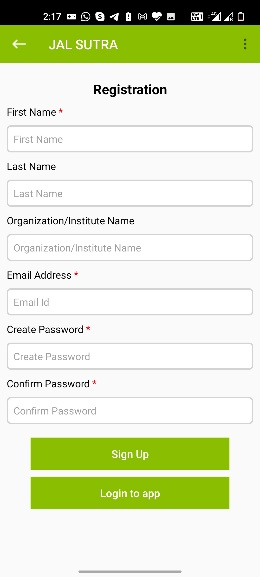 2:17
JAL SUTRA
Registration
First Name *
First Name
Last Name
Last Name
Organization/Institute Name
Organization/Institute Name
Email Address *
Email Id
Create Password *
Create Password
Confirm Password *
Confirm Password
Sign Up
Login to app